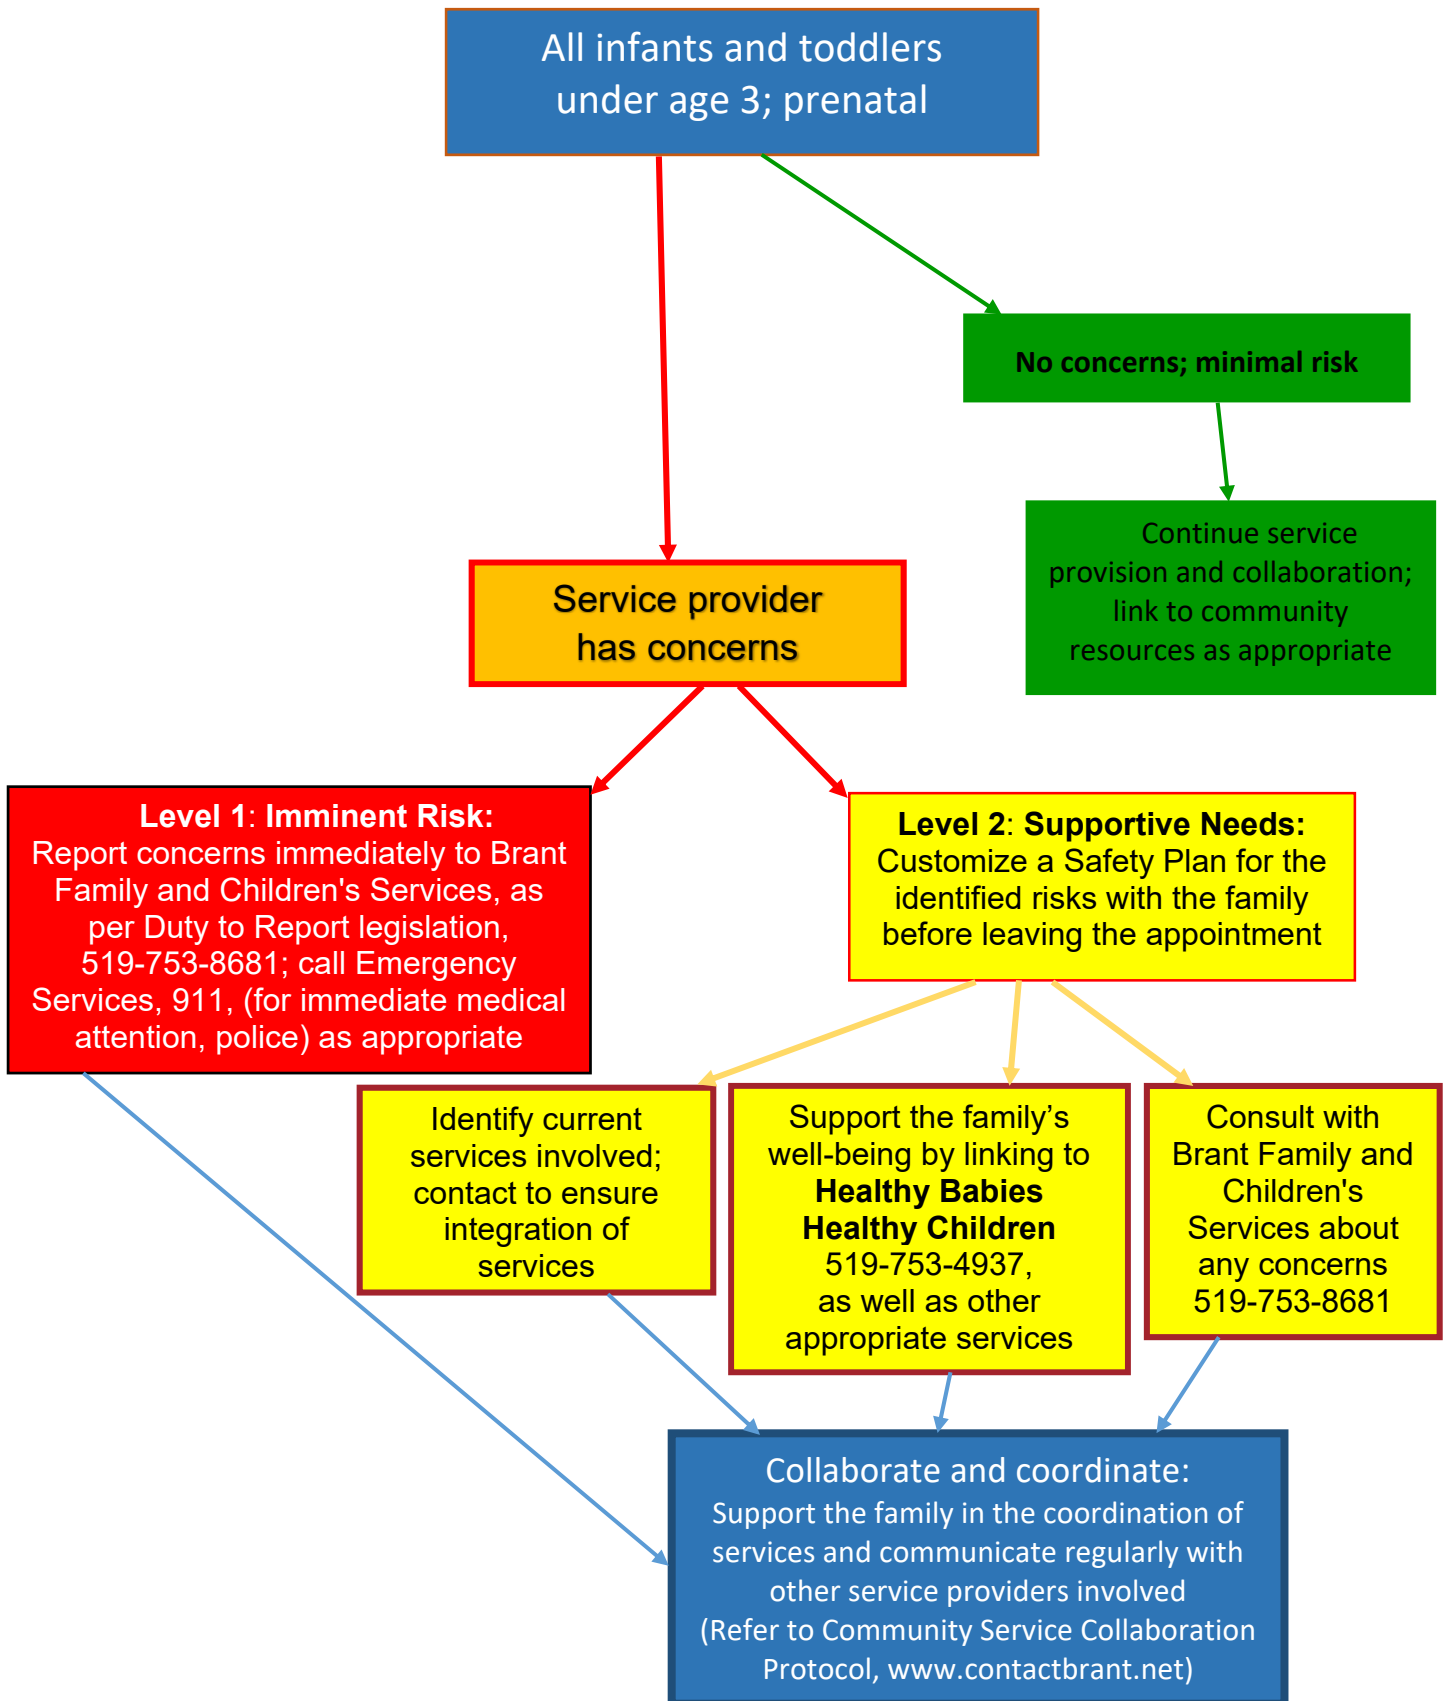 All infants and toddlers
under age 3; prenatal
No concerns; minimal risk
Continue service
provision and collaboration;
link to community
resources as appropriate
Service provider
has concerns
Level 1: Imminent Risk:
Report concerns immediately to Brant
Family and Children's Services, as
per Duty to Report legislation,
519-753-8681; call Emergency
Services, 911, (for immediate medical
attention, police) as appropriate
Level 2: Supportive Needs:
Customize a Safety Plan for the
identified risks with the family
before leaving the appointment
Identify current
services involved;
contact to ensure
integration of
services
Support the family’s
well-being by linking to
Healthy Babies
Healthy Children
519-753-4937,
as well as other
appropriate services
Consult with
Brant Family and
Children's
Services about
any concerns
519-753-8681
Collaborate and coordinate:
Support the family in the coordination of
services and communicate regularly with
other service providers involved
(Refer to Community Service Collaboration
Protocol, www.contactbrant.net)